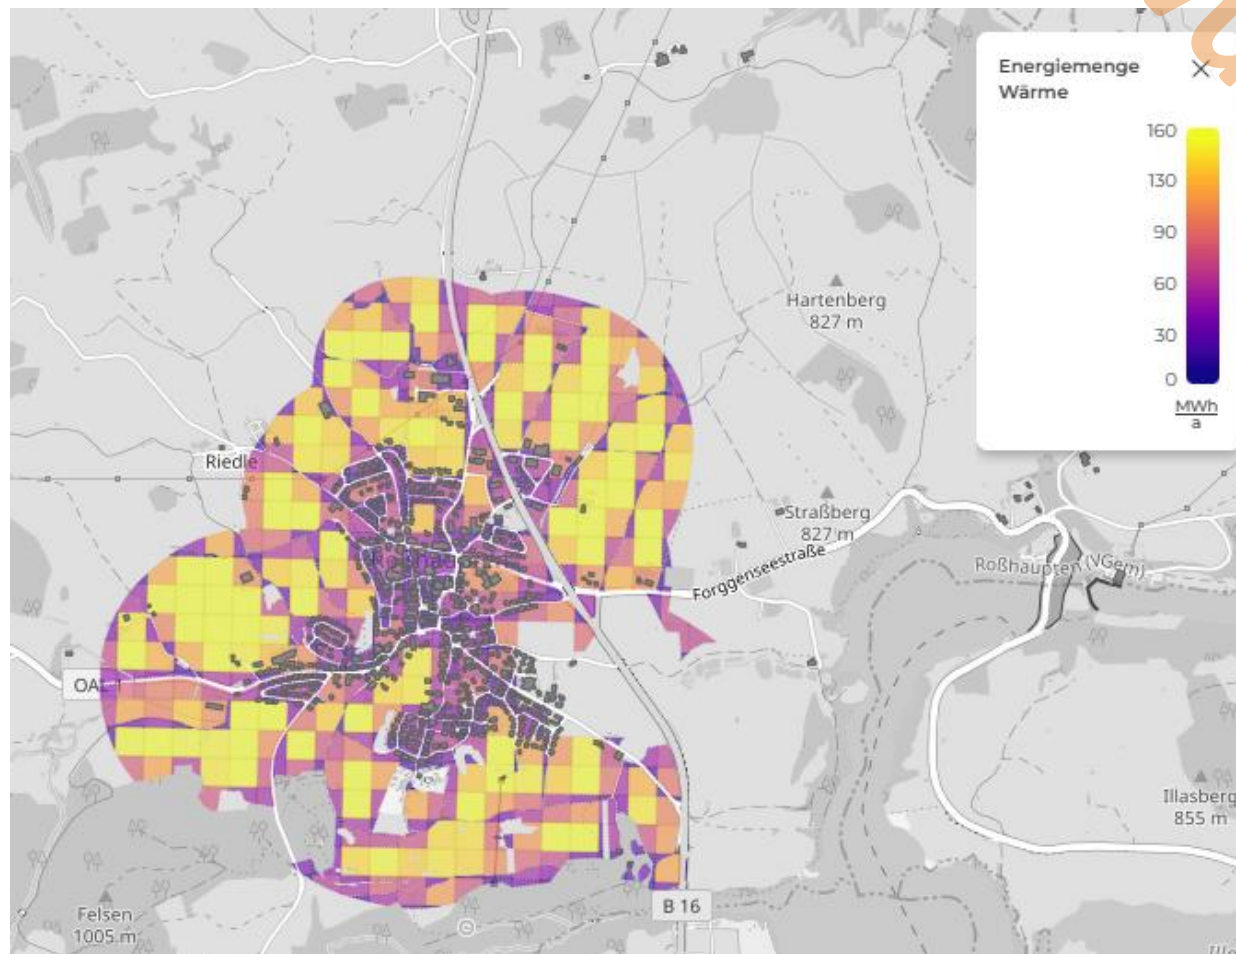 Energiemenge
Wärme
160
130
90
60
30
0
MWh
a
Hartenberg
827 m
Riedle
Straßberg
827 m
Forggenseestraße
Roßhaupten (VGem)
OAL 1
Illasberg
855 m
B 16
Felsen
1005 m